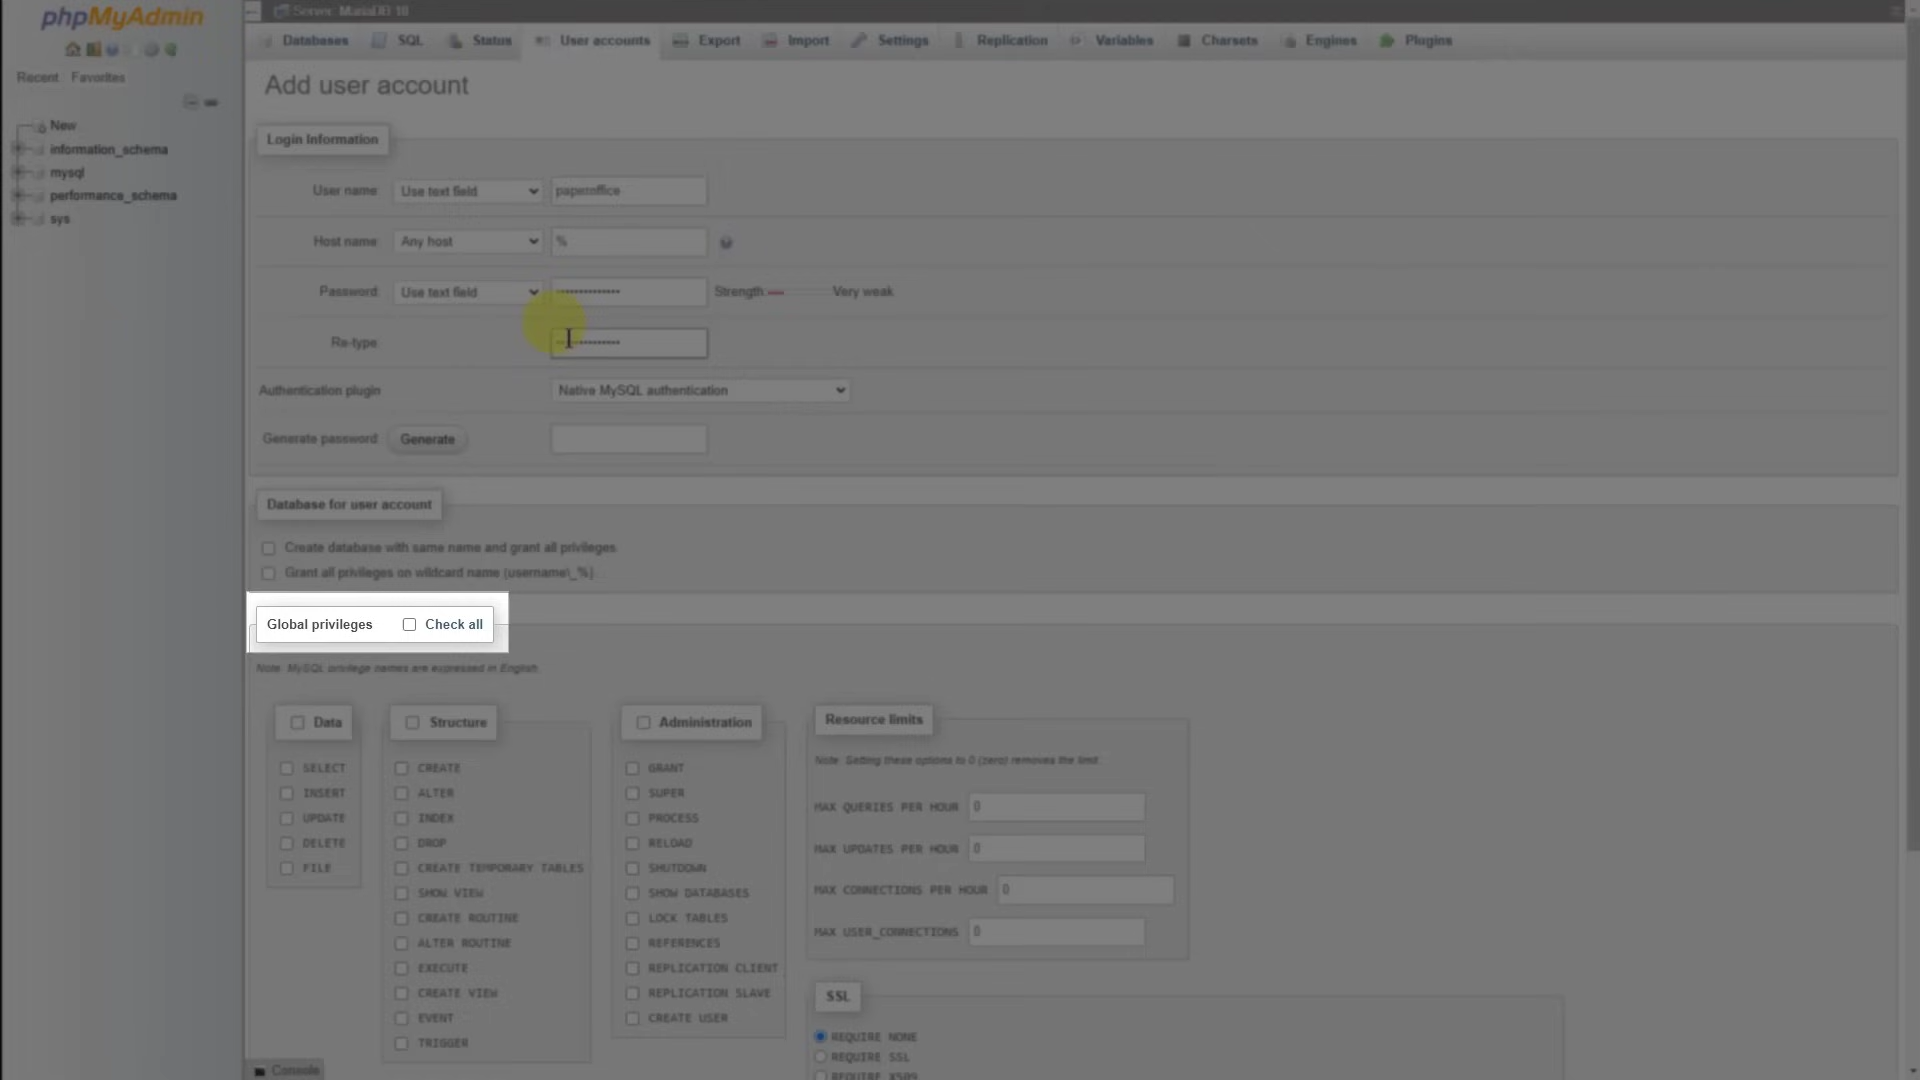 phpMyAdmin
Server: MariaDB 10
Databases SQL Status User accounts Export Import Settings Replication Variables Charsets Engines Plugins
Recent Favorites
New
information_schema
mysql
performance_schema
sys
Add user account
Login Information
User name: Use text field paperoffice
Host name: Any host %
Password: Use text field •••••••••••••• Strength: Very weak
Re-type: ••••••••••••••
Authentication plugin Native MySQL authentication
Generate password: Generate
Database for user account
Create database with same name and grant all privileges.
Grant all privileges on wildcard name (username\_%).
Global privileges Check all
Note: MySQL privilege names are expressed in English.
Data
SELECT
INSERT
UPDATE
DELETE
FILE
Structure
CREATE
ALTER
INDEX
DROP
CREATE TEMPORARY TABLES
SHOW VIEW
CREATE ROUTINE
ALTER ROUTINE
EXECUTE
CREATE VIEW
EVENT
TRIGGER
Administration
GRANT
SUPER
PROCESS
RELOAD
SHUTDOWN
SHOW DATABASES
LOCK TABLES
REFERENCES
REPLICATION CLIENT
REPLICATION SLAVE
CREATE USER
Resource limits
Note: Setting these options to 0 (zero) removes the limit.
MAX QUERIES PER HOUR 0
MAX UPDATES PER HOUR 0
MAX CONNECTIONS PER HOUR 0
MAX USER_CONNECTIONS 0
SSL
REQUIRE NONE
REQUIRE SSL
REQUIRE X509
Console